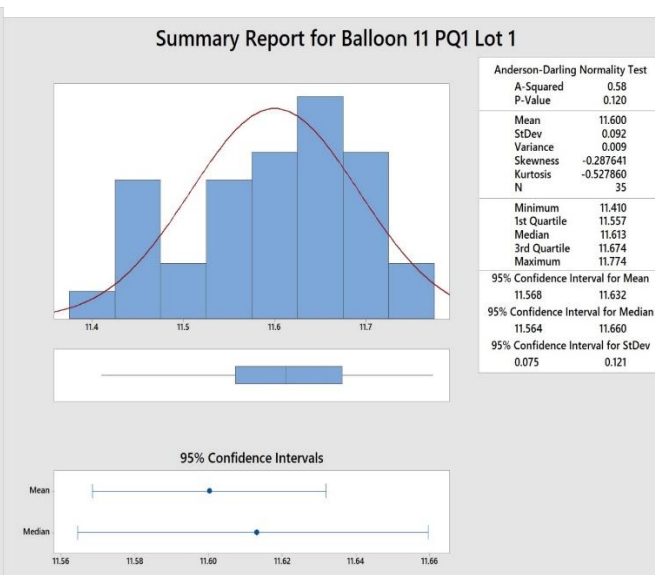 Summary Report for Balloon 11 PQ1 Lot 1
Anderson-Darling Normality Test
A-Squared 0.58
P-Value 0.120
Mean 11.600
StDev 0.092
Variance 0.009
Skewness -0.287641
Kurtosis -0.527860
N 35
Minimum 11.410
1st Quartile 11.557
Median 11.613
3rd Quartile 11.674
Maximum 11.774
95% Confidence Interval for Mean
11.568 11.632
95% Confidence Interval for Median
11.564 11.660
95% Confidence Interval for StDev
0.075 0.121
11.4 11.5 11.6 11.7
95% Confidence Intervals
Mean
Median
11.56 11.58 11.60 11.62 11.64 11.66